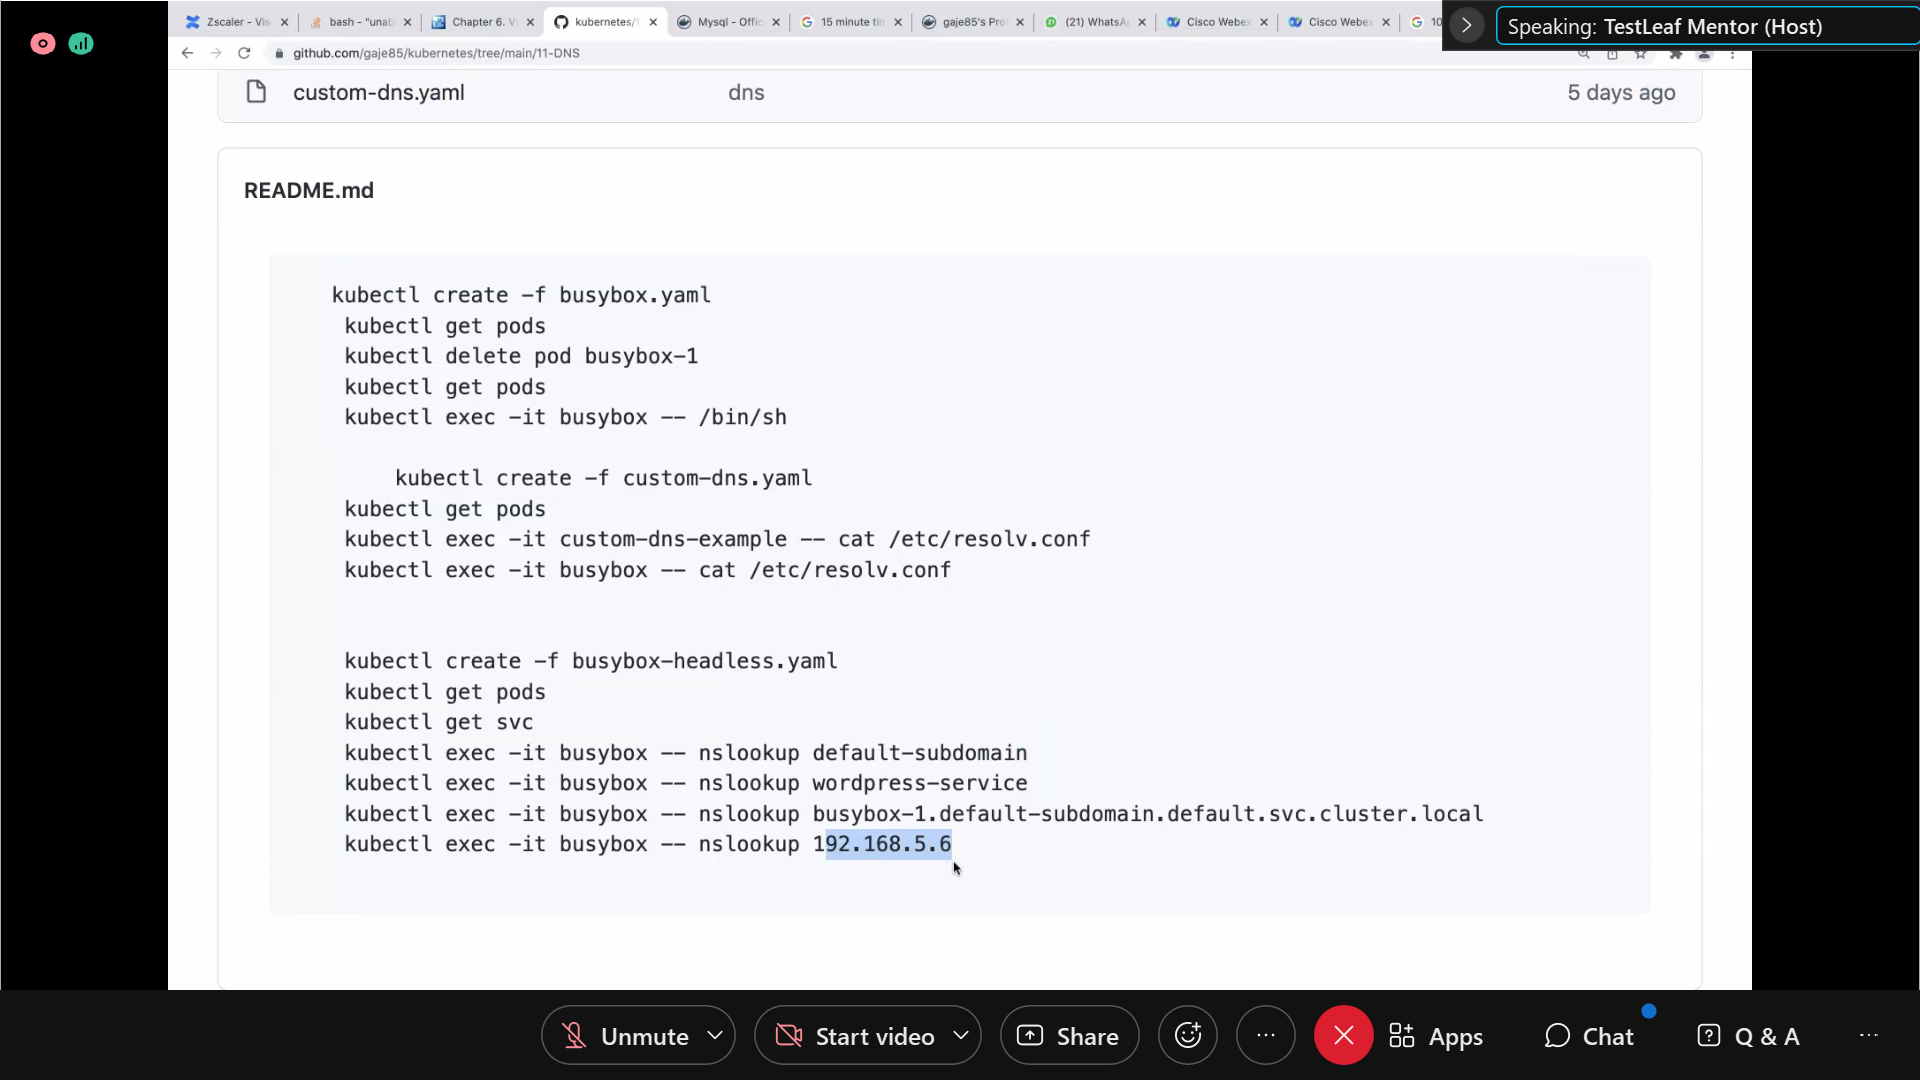 Zscaler - Vis
bash - "unab
Chapter 6. V
kubernetes/1
Mysql - Offic
15 minute tim
gaje85's Pro
(21) WhatsA
Cisco Webex
Cisco Webex
10
Speaking: TestLeaf Mentor (Host)
github.com/gaje85/kubernetes/tree/main/11-DNS
custom-dns.yaml dns 5 days ago
README.md
kubectl create -f busybox.yaml
kubectl get pods
kubectl delete pod busybox-1
kubectl get pods
kubectl exec -it busybox -- /bin/sh
kubectl create -f custom-dns.yaml
kubectl get pods
kubectl exec -it custom-dns-example -- cat /etc/resolv.conf
kubectl exec -it busybox -- cat /etc/resolv.conf
kubectl create -f busybox-headless.yaml
kubectl get pods
kubectl get svc
kubectl exec -it busybox -- nslookup default-subdomain
kubectl exec -it busybox -- nslookup wordpress-service
kubectl exec -it busybox -- nslookup busybox-1.default-subdomain.default.svc.cluster.local
kubectl exec -it busybox -- nslookup 192.168.5.6
Unmute Start video Share Apps Chat Q & A